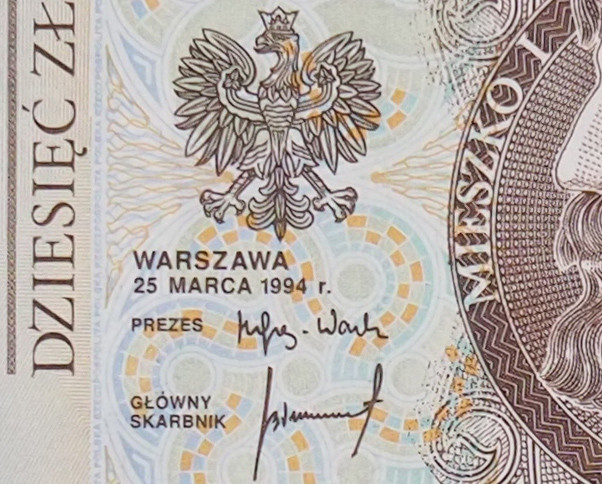 DZIESIĘĆ ZŁ
MIESZKO I
WARSZAWA
25 MARCA 1994 r.
PREZES
GŁÓWNY
SKARBNIK